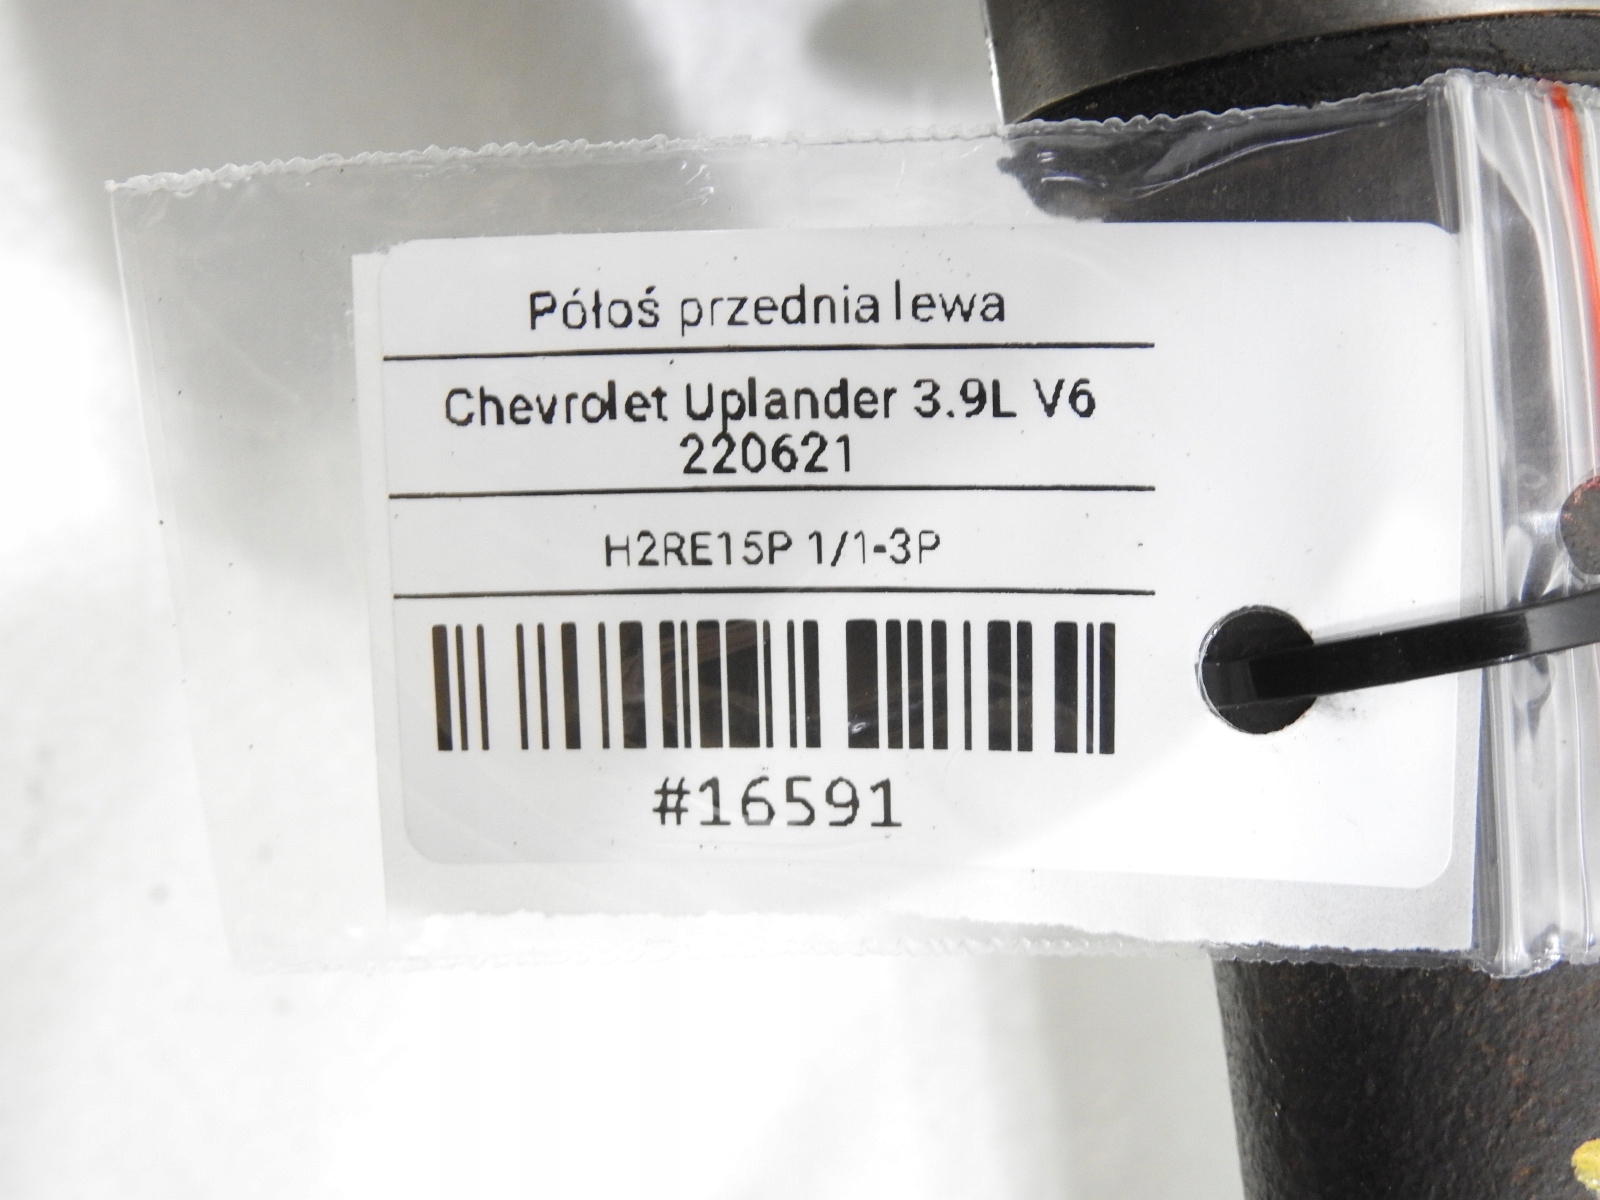 Półoś przednia lewa
Chevrolet Uplander 3.9L V6
220621
H2RE15P 1/1-3P
#16591